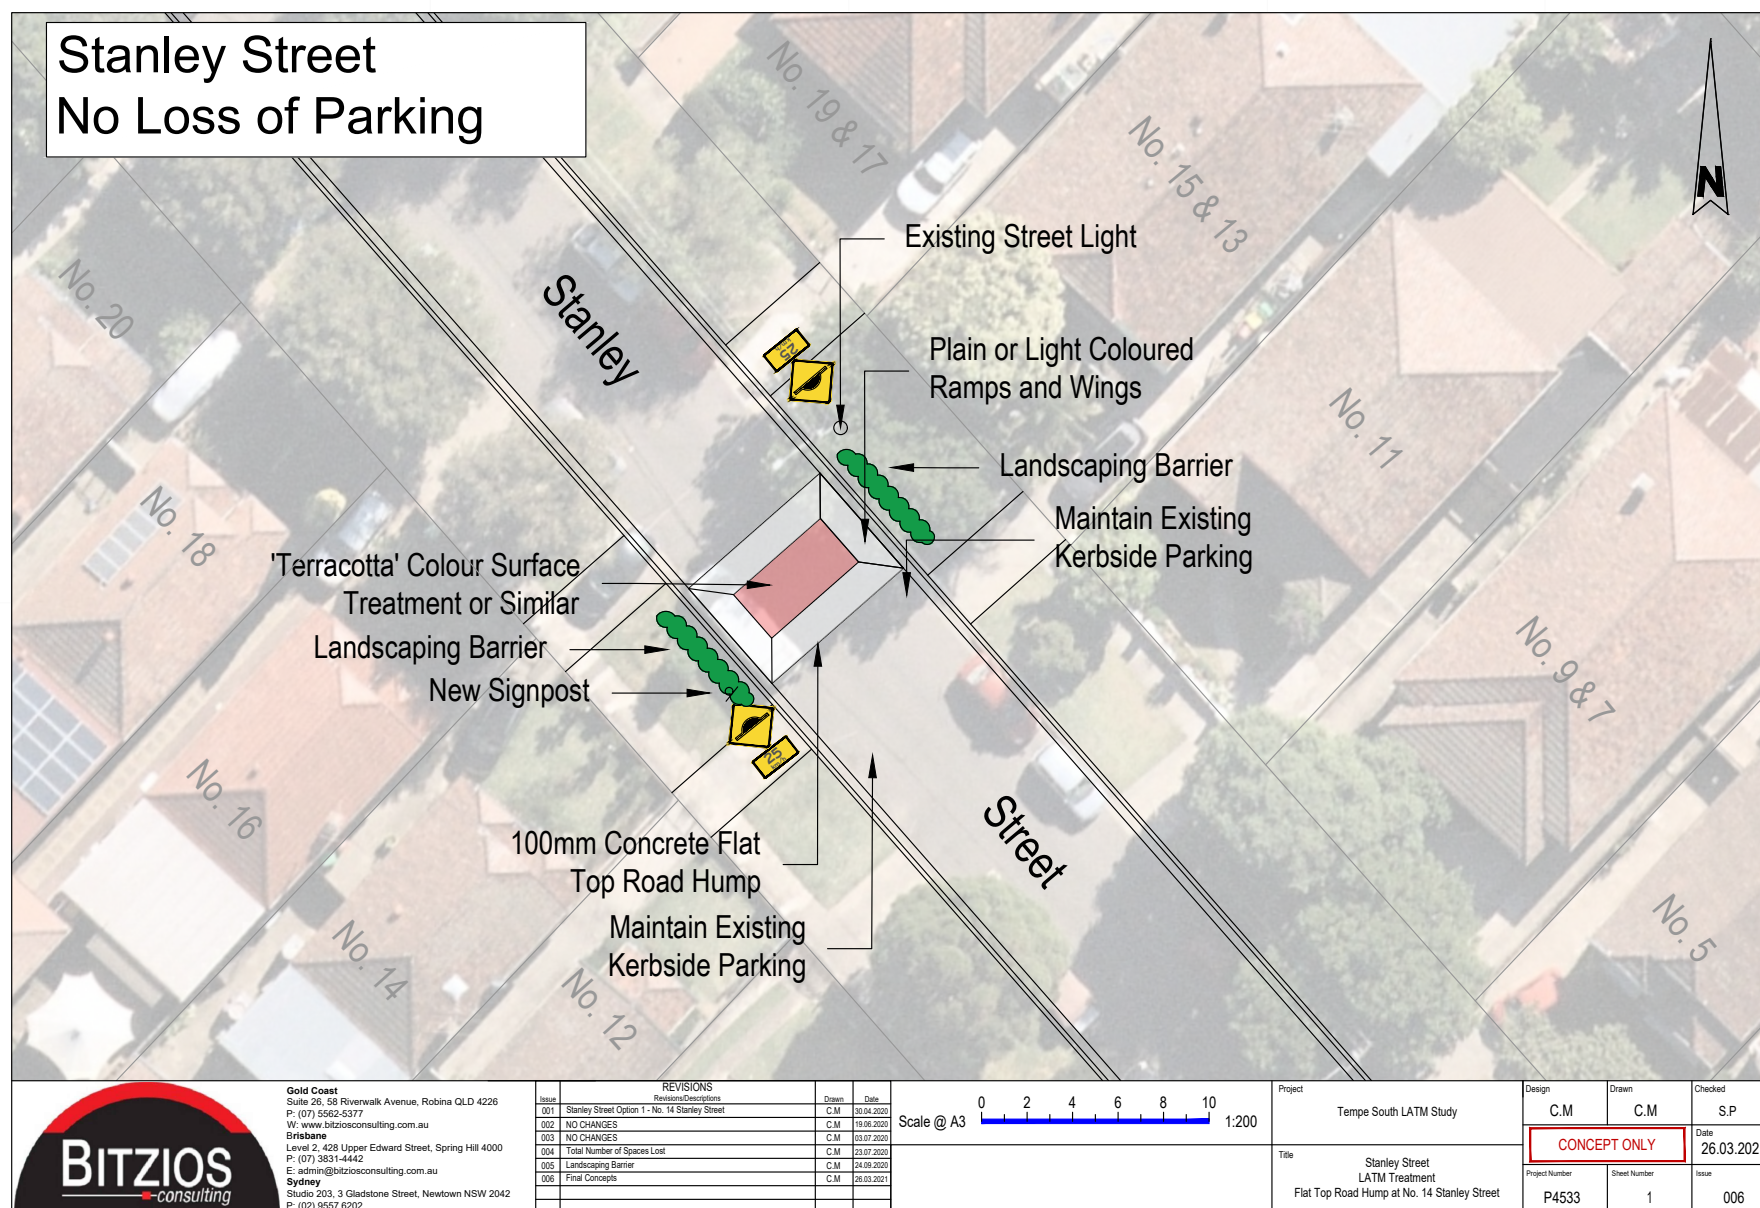 Stanley Street
No Loss of Parking
No. 19 & 17
No. 15 & 13
N
Existing Street Light
No. 20
Stanley
25
Plain or Light Coloured
Ramps and Wings
No. 11
Landscaping Barrier
Maintain Existing
Kerbside Parking
No. 18
'Terracotta' Colour Surface
Treatment or Similar
Landscaping Barrier
New Signpost
No. 9 & 7
25
No. 16
Street
100mm Concrete Flat
Top Road Hump
Maintain Existing
Kerbside Parking
No. 14
No. 12
No. 5
BITZIOS
consulting
Gold Coast
Suite 26, 58 Riverwalk Avenue, Robina QLD 4226
P: (07) 5562-5377
W: www.bitziosconsulting.com.au
Brisbane
Level 2, 428 Upper Edward Street, Spring Hill 4000
P: (07) 3831-4442
E: admin@bitziosconsulting.com.au
Sydney
Studio 203, 3 Gladstone Street, Newtown NSW 2042
P: (02) 9557 6202
REVISIONS
Issue Revisions/Descriptions Drawn Date
001 Stanley Street Option 1 - No. 14 Stanley Street C.M 30.04.2020
002 NO CHANGES C.M 19.06.2020
003 NO CHANGES C.M 03.07.2020
004 Total Number of Spaces Lost C.M 23.07.2020
005 Landscaping Barrier C.M 24.09.2020
006 Final Concepts C.M 26.03.2021
Scale @ A3 0 2 4 6 8 10 1:200
Project
Tempe South LATM Study
Title
Stanley Street
LATM Treatment
Flat Top Road Hump at No. 14 Stanley Street
Design Drawn Checked
C.M C.M S.P
CONCEPT ONLY
Date
26.03.202
Project Number Sheet Number Issue
P4533 1 006